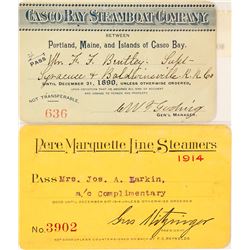 CASCO BAY STEAMBOAT COMPANY
BETWEEN
Portland, Maine, and Islands of Casco Bay.
PASS Mr. F. F. Bentley. Supt
Syracuse & Baldwinsville R.R. Co
UNTIL DECEMBER 31, 1890, UNLESS OTHERWISE ORDERED,
NOT TRANSFERABLE.
636
GEN'L MANAGER.
Pere Marquette Line Steamers
1914
PASS Mrs. Jos. A. Larkin,
a/c Complimentary
No. 3902